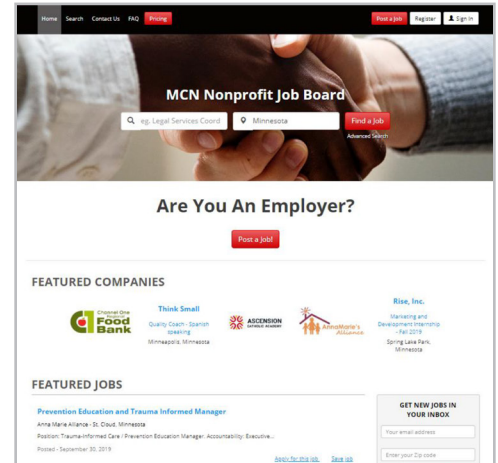 Home Search Contact Us FAQ Pricing Post a Job Register Sign In
MCN Nonprofit Job Board
eg. Legal Services Coord Minnesota Find a Job
Advanced Search
Are You An Employer?
Post a Job!
FEATURED COMPANIES
Channel One
Regional
Food
Bank
Think Small
Quality Coach - Spanish
speaking
Minneapolis, Minnesota
ASCENSION
CATHOLIC ACADEMY
AnnaMarie's
Alliance
Rise, Inc.
Marketing and
Development Internship
- Fall 2019
Spring Lake Park,
Minnesota
FEATURED JOBS
Prevention Education and Trauma Informed Manager
Anna Marie Alliance - St. Cloud, Minnesota
Position: Trauma-Informed Care / Prevention Education Manager. Accountability: Executive...
Posted - September 30, 2019
Apply for this job Save job
GET NEW JOBS IN
YOUR INBOX
Your email address
Enter your Zip code